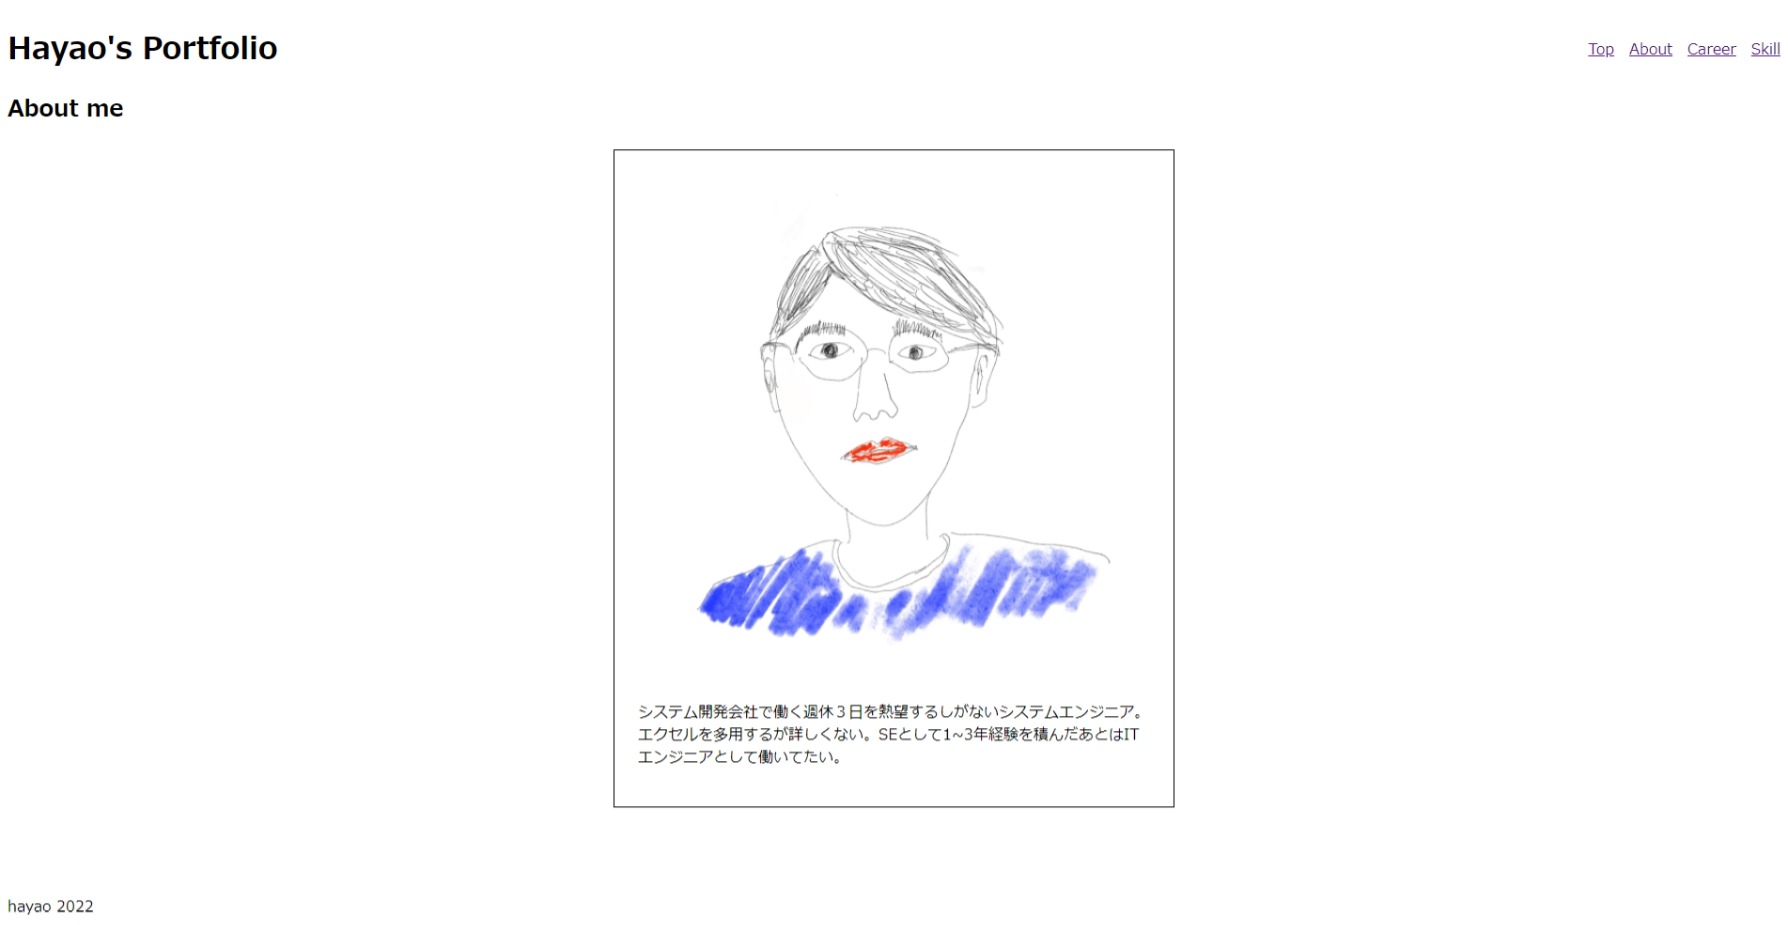 Hayao's Portfolio
Top About Career Skill
About me
システム開発会社で働く週休３日を熱望するしがないシステムエンジニア。
エクセルを多用するが詳しくない。SEとして1~3年経験を積んだあとはIT
エンジニアとして働いてたい。
hayao 2022